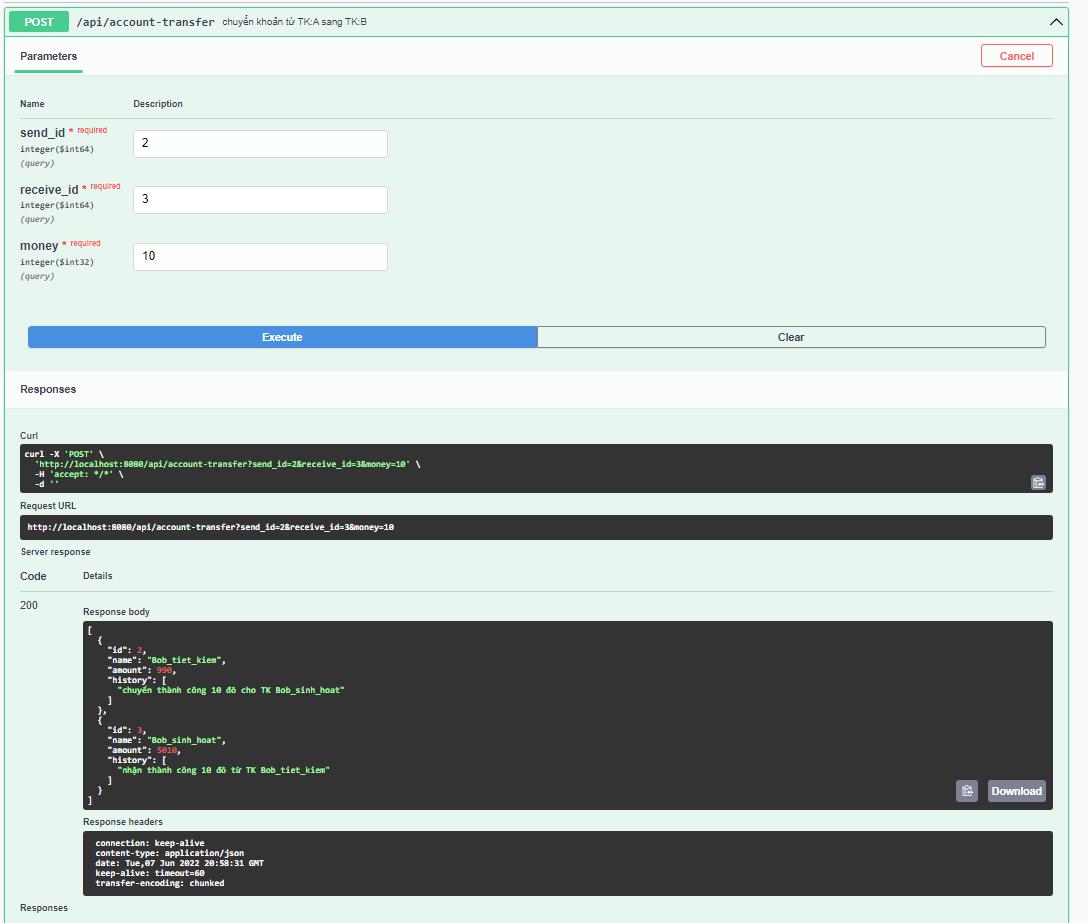 POST /api/account-transfer chuyển khoản từ TK:A sang TK:B
Parameters Cancel
Name Description
send_id * required
integer($int64)
(query)
2
receive_id * required
integer($int64)
(query)
3
money * required
integer($int32)
(query)
10
Execute Clear
Responses
Curl
curl -X 'POST' \
'http://localhost:8080/api/account-transfer?send_id=2&receive_id=3&money=10' \
-H 'accept: */*' \
-d ''
Request URL
http://localhost:8080/api/account-transfer?send_id=2&receive_id=3&money=10
Server response
Code Details
200
Response body
[
{
"id": 2,
"name": "Bob_tiet_kiem",
"amount": 990,
"history": [
"chuyển thành công 10 đô cho TK Bob_sinh_hoat"
]
},
{
"id": 3,
"name": "Bob_sinh_hoat",
"amount": 5010,
"history": [
"nhận thành công 10 đô từ TK Bob_tiet_kiem"
]
}
]
Download
Response headers
connection: keep-alive
content-type: application/json
date: Tue,07 Jun 2022 20:58:31 GMT
keep-alive: timeout=60
transfer-encoding: chunked
Responses